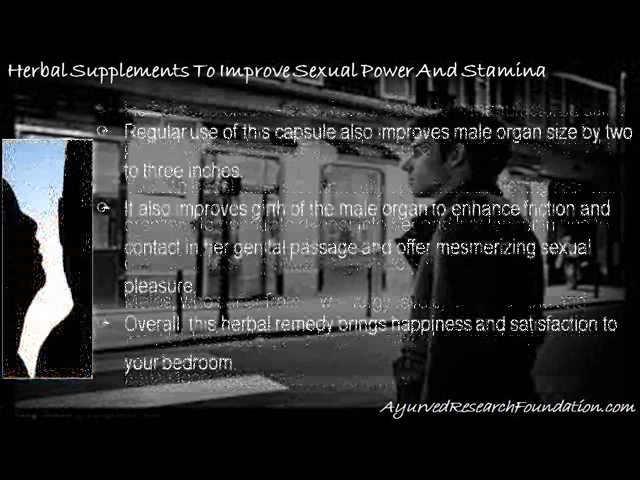 Herbal Supplements To Improve Sexual Power And Stamina
Regular use of this capsule also improves male organ size by two
to three inches.
It also improves girth of the male organ to enhance friction and
contact in her genital passage and offer mesmerizing sexual
pleasure.
Overall, this herbal remedy brings happiness and satisfaction to
your bedroom.
AyurvedResearchFoundation.com